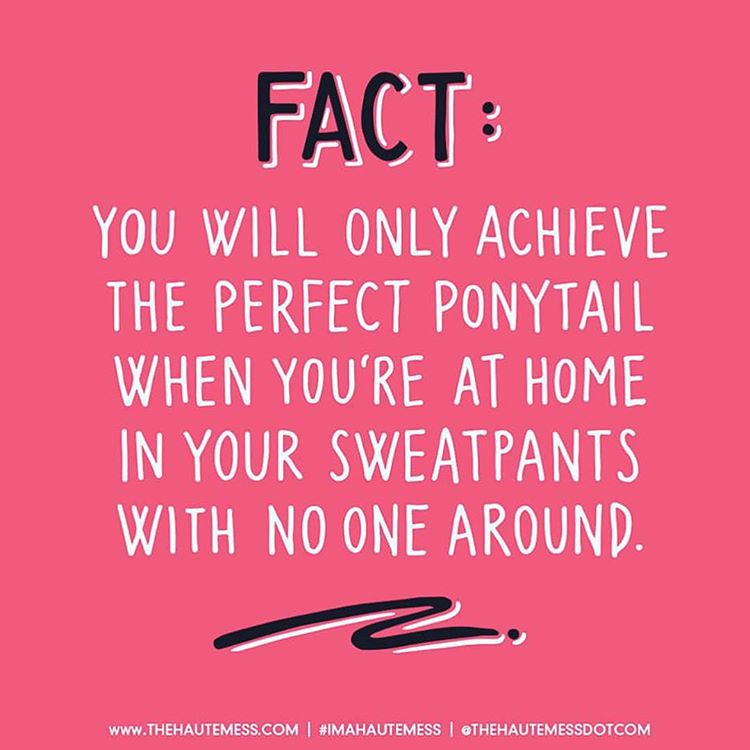 FACT:
YOU WILL ONLY ACHIEVE
THE PERFECT PONYTAIL
WHEN YOU'RE AT HOME
IN YOUR SWEATPANTS
WITH NO ONE AROUND.
WWW.THEHAUTEMESS.COM | #IMAHAUTEMESS | @THEHAUTEMESSDOTCOM